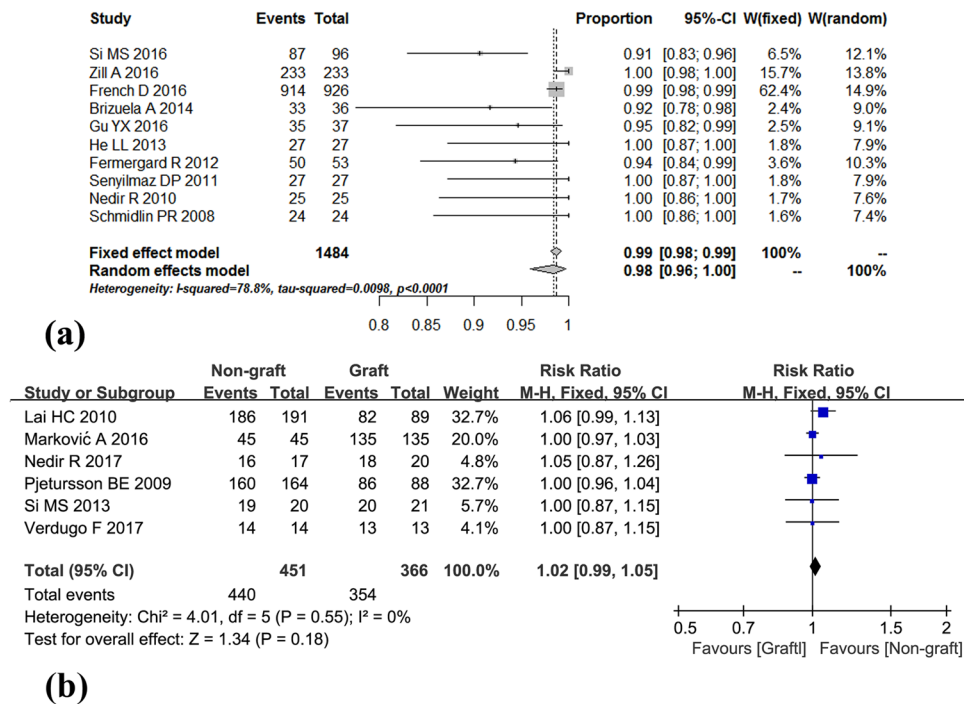 Study Events Total Proportion 95%-CI W(fixed) W(random)
Si MS 2016 87 96 0.91 [0.83; 0.96] 6.5% 12.1%
Zill A 2016 233 233 1.00 [0.98; 1.00] 15.7% 13.8%
French D 2016 914 926 0.99 [0.98; 0.99] 62.4% 14.9%
Brizuela A 2014 33 36 0.92 [0.78; 0.98] 2.4% 9.0%
Gu YX 2016 35 37 0.95 [0.82; 0.99] 2.5% 9.1%
He LL 2013 27 27 1.00 [0.87; 1.00] 1.8% 7.9%
Fermergard R 2012 50 53 0.94 [0.84; 0.99] 3.6% 10.3%
Senyilmaz DP 2011 27 27 1.00 [0.87; 1.00] 1.8% 7.9%
Nedir R 2010 25 25 1.00 [0.86; 1.00] 1.7% 7.6%
Schmidlin PR 2008 24 24 1.00 [0.86; 1.00] 1.6% 7.4%
Fixed effect model 1484 0.99 [0.98; 0.99] 100% --
Random effects model 0.98 [0.96; 1.00] -- 100%
Heterogeneity: I-squared=78.8%, tau-squared=0.0098, p<0.0001
0.8 0.85 0.9 0.95 1
(a)
Non-graft Graft Risk Ratio Risk Ratio
Study or Subgroup Events Total Events Total Weight M-H, Fixed, 95% CI M-H, Fixed, 95% CI
Lai HC 2010 186 191 82 89 32.7% 1.06 [0.99, 1.13]
Marković A 2016 45 45 135 135 20.0% 1.00 [0.97, 1.03]
Nedir R 2017 16 17 18 20 4.8% 1.05 [0.87, 1.26]
Pjetursson BE 2009 160 164 86 88 32.7% 1.00 [0.96, 1.04]
Si MS 2013 19 20 20 21 5.7% 1.00 [0.87, 1.15]
Verdugo F 2017 14 14 13 13 4.1% 1.00 [0.87, 1.15]
Total (95% CI) 451 366 100.0% 1.02 [0.99, 1.05]
Total events 440 354
Heterogeneity: Chi² = 4.01, df = 5 (P = 0.55); I² = 0%
Test for overall effect: Z = 1.34 (P = 0.18)
0.5 0.7 1 1.5 2
Favours [Graftl] Favours [Non-graft]
(b)